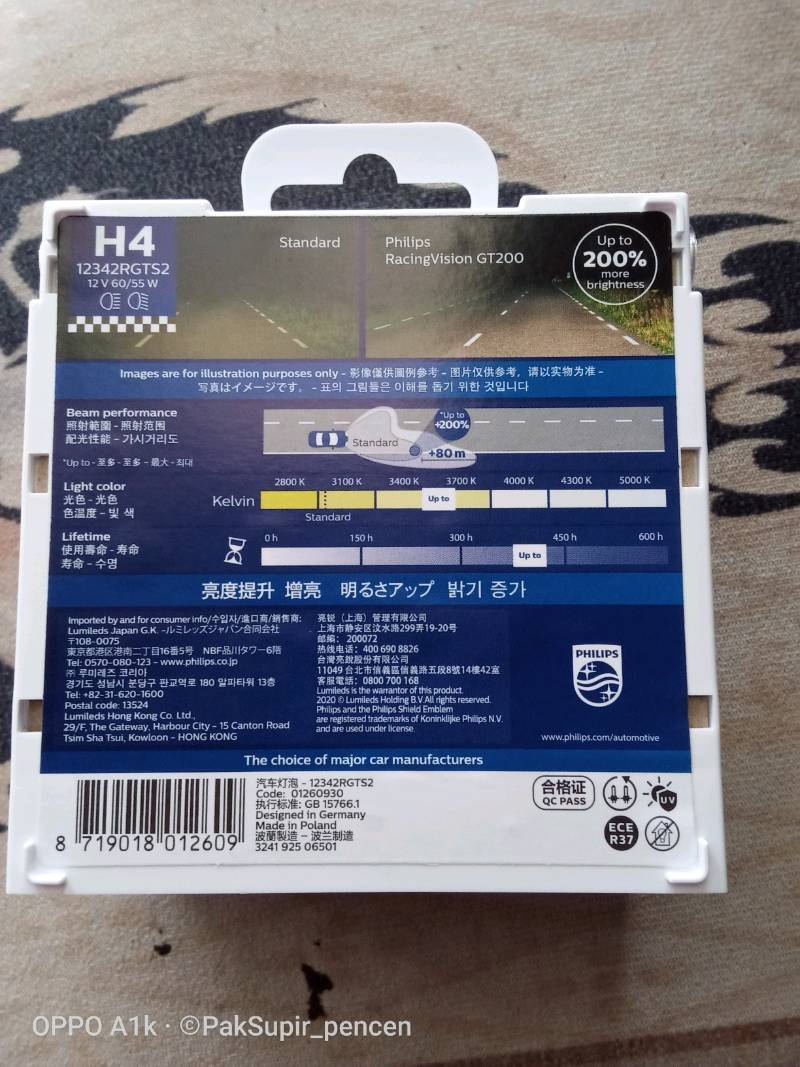 H4
12342RGTS2
12 V 60/55 W
Standard
Philips
RacingVision GT200
Up to
200%
more
brightness
Images are for illustration purposes only - 影像僅供圖例參考 - 图片仅供参考，请以实物为准 -
写真はイメージです。 - 표의 그림들은 이해를 돕기 위한 것입니다
Beam performance
照射範圍 - 照射范围
配光性能 - 가시거리도
*Up to - 至多 - 至多 - 最大 - 최대
Standard
*Up to
+200%
+80 m
Light color
光色 - 光色
色温度 - 빛 색
Kelvin
2800 K 3100 K 3400 K 3700 K 4000 K 4300 K 5000 K
Up to
Standard
Lifetime
使用壽命 - 寿命
寿命 - 수명
0 h 150 h 300 h 450 h 600 h
Up to
亮度提升 增亮 明るさアップ 밝기 증가
Imported by and for consumer info/수입자/進口商/銷售商:
Lumileds Japan G.K. -ルミレッズジャパン合同会社
〒108-0075
東京都港区港南二丁目16番5号 NBF品川タワー6階
Tel: 0570-080-123 - www.philips.co.jp
㈜ 루미레즈 코리아
경기도 성남시 분당구 판교역로 180 알파타워 13층
Tel: +82-31-620-1600
Postal code: 13524
Lumileds Hong Kong Co. Ltd.,
29/F, The Gateway, Harbour City - 15 Canton Road
Tsim Sha Tsui, Kowloon - HONG KONG
亮锐（上海）管理有限公司
上海市静安区汶水路299弄19-20号
邮编： 200072
热线电话： 400 690 8826
台灣亮銳股份有限公司
11049 台北市信義區信義路五段8號14樓42室
客服電話： 0800 700 168
Lumileds is the warrantor of this product.
2020 © Lumileds Holding B.V. All rights reserved.
Philips and the Philips Shield Emblem
are registered trademarks of Koninklijke Philips N.V.
and are used under license.
PHILIPS
www.philips.com/automotive
The choice of major car manufacturers
8 719018 012609
汽车灯泡 - 12342RGTS2
Code: 01260930
执行标准: GB 15766.1
Designed in Germany
Made in Poland
波蘭製造 - 波兰制造
3241 925 06501
合格证
QC PASS
UV
ECE
R37
OPPO A1k · ©PakSupir_pencen